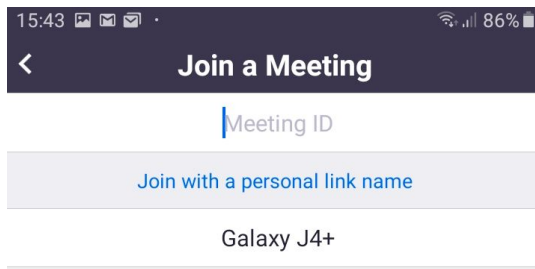 15:43
86%
Join a Meeting
Meeting ID
Join with a personal link name
Galaxy J4+